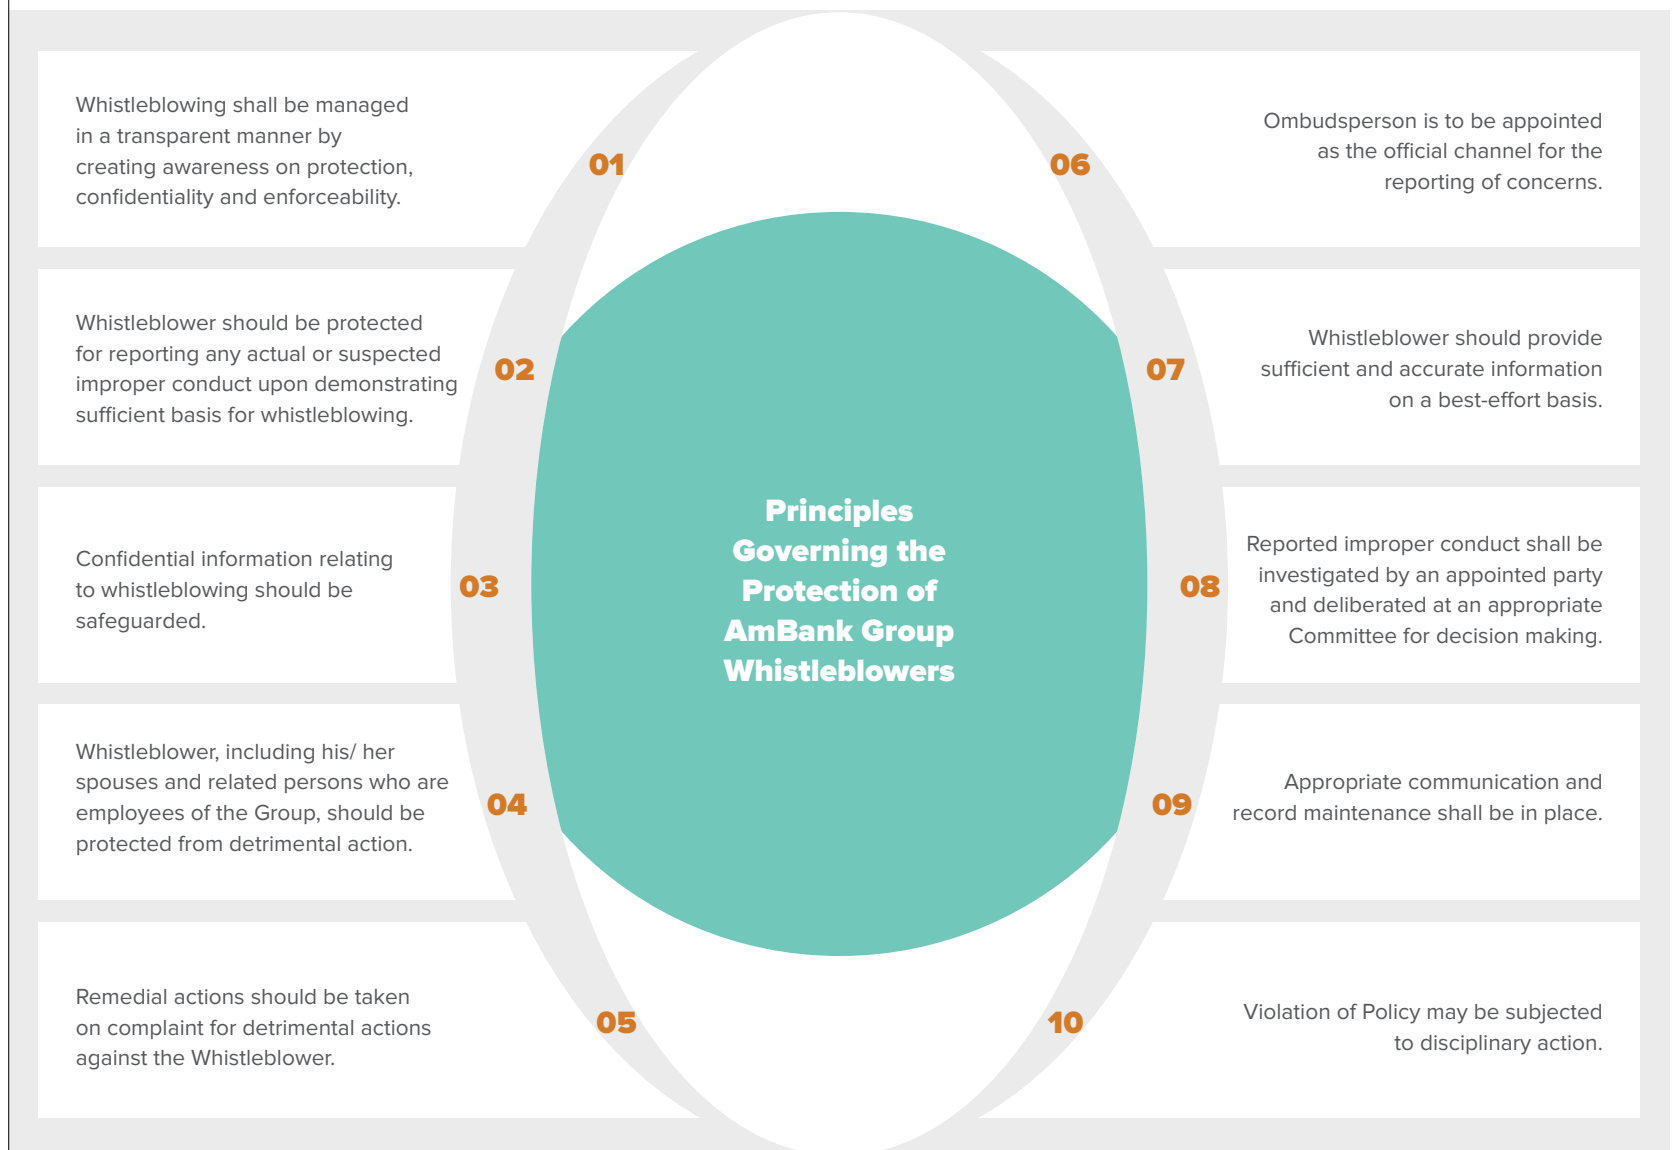 Whistleblowing shall be managed
in a transparent manner by
creating awareness on protection,
confidentiality and enforceability.
01
Whistleblower should be protected
for reporting any actual or suspected
improper conduct upon demonstrating
sufficient basis for whistleblowing.
02
Confidential information relating
to whistleblowing should be
safeguarded.
03
Whistleblower, including his/ her
spouses and related persons who are
employees of the Group, should be
protected from detrimental action.
04
Remedial actions should be taken
on complaint for detrimental actions
against the Whistleblower.
05
Principles
Governing the
Protection of
AmBank Group
Whistleblowers
06
Ombudsperson is to be appointed
as the official channel for the
reporting of concerns.
07
Whistleblower should provide
sufficient and accurate information
on a best-effort basis.
08
Reported improper conduct shall be
investigated by an appointed party
and deliberated at an appropriate
Committee for decision making.
09
Appropriate communication and
record maintenance shall be in place.
10
Violation of Policy may be subjected
to disciplinary action.